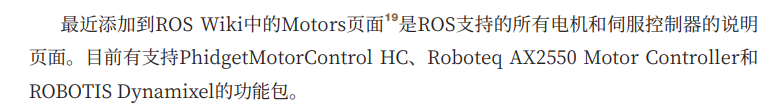 最近添加到ROS Wiki中的Motors页面19是ROS支持的所有电机和伺服控制器的说明
页面。目前有支持PhidgetMotorControl HC、Roboteq AX2550 Motor Controller和
ROBOTIS Dynamixel的功能包。